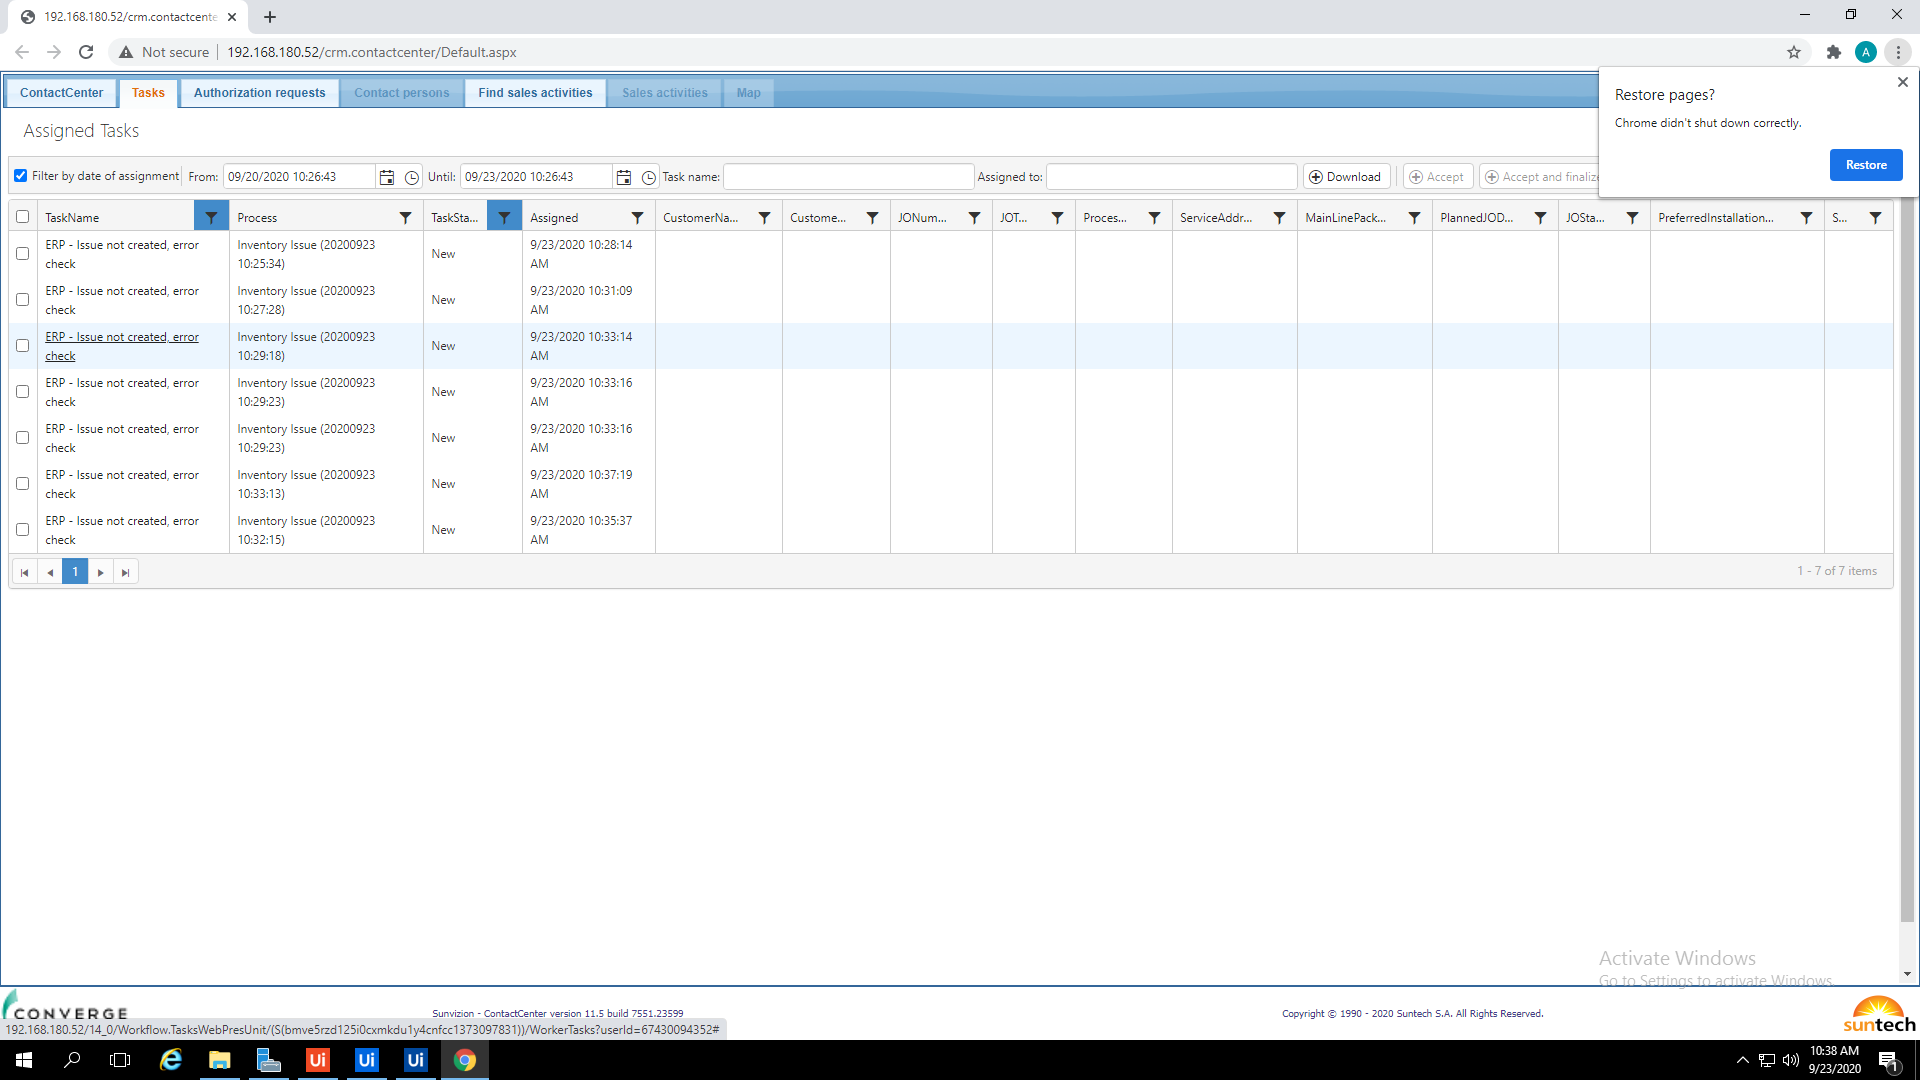 192.168.180.52/crm.contactcente
Not secure
192.168.180.52/crm.contactcenter/Default.aspx
A
ContactCenter
Tasks
Authorization requests
Contact persons
Find sales activities
Sales activities
Map
Restore pages?
Chrome didn't shut down correctly.
Restore
Assigned Tasks
Filter by date of assignment
From:
09/20/2020 10:26:43
Until:
09/23/2020 10:26:43
Task name:
Assigned to:
Download
Accept
Accept and finalize
TaskName
Process
TaskSta...
Assigned
CustomerNa...
Custome...
JONum...
JOT...
Proces...
ServiceAddr...
MainLinePack...
PlannedJOD...
JOSta...
PreferredInstallation...
S...
ERP - Issue not created, error
check
Inventory Issue (20200923
10:25:34)
New
9/23/2020 10:28:14
AM
ERP - Issue not created, error
check
Inventory Issue (20200923
10:27:28)
New
9/23/2020 10:31:09
AM
ERP - Issue not created, error
check
Inventory Issue (20200923
10:29:18)
New
9/23/2020 10:33:14
AM
ERP - Issue not created, error
check
Inventory Issue (20200923
10:29:23)
New
9/23/2020 10:33:16
AM
ERP - Issue not created, error
check
Inventory Issue (20200923
10:29:23)
New
9/23/2020 10:33:16
AM
ERP - Issue not created, error
check
Inventory Issue (20200923
10:33:13)
New
9/23/2020 10:37:19
AM
ERP - Issue not created, error
check
Inventory Issue (20200923
10:32:15)
New
9/23/2020 10:35:37
AM
1
1 - 7 of 7 items
Activate Windows
Go to Settings to activate Windows.
CONVERGE
Sunvizion - ContactCenter version 11.5 build 7551.23599
Copyright © 1990 - 2020 Suntech S.A. All Rights Reserved.
suntech
192.168.180.52/14_0/Workflow.TasksWebPresUnit/(S(bmve5rzd125i0cxmkdu1y4cnfcc1373097831))/WorkerTasks?userId=67430094352#
Ui
Ui
Ui
10:38 AM
9/23/2020
1